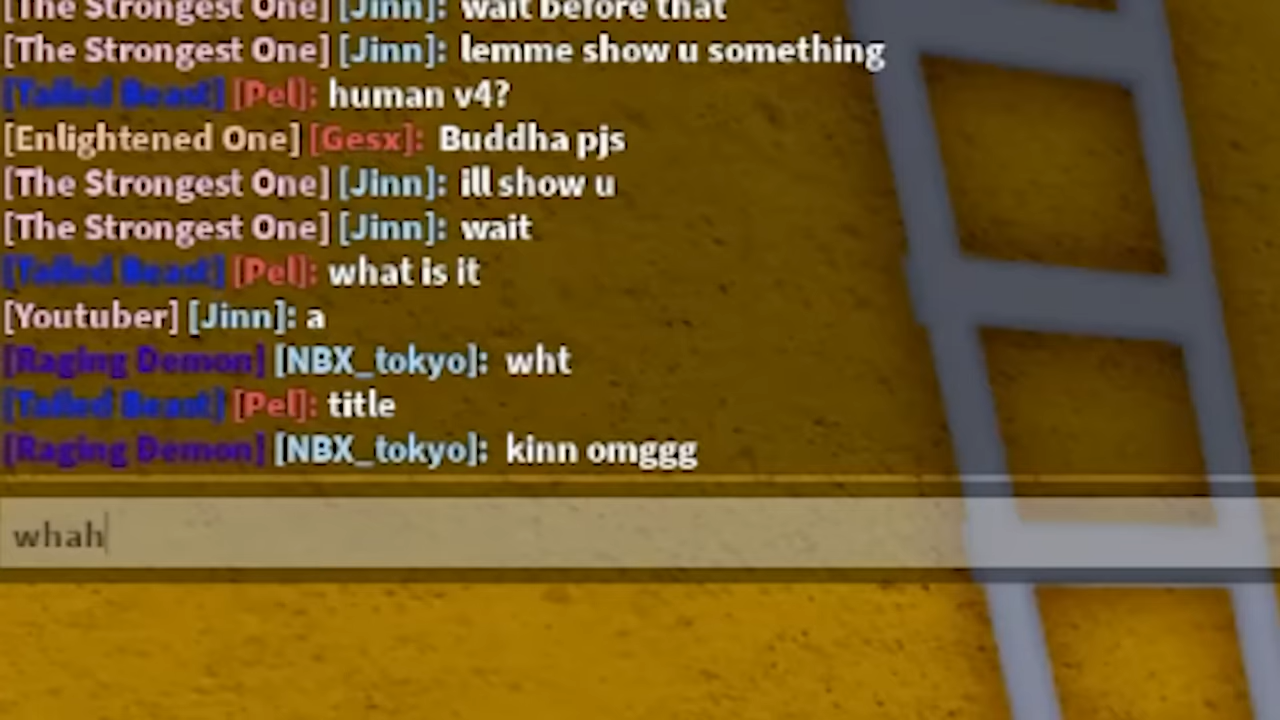 [The Strongest One] [Jinn]: wait before that
[The Strongest One] [Jinn]: lemme show u something
[Tailed Beast] [Pel]: human v4?
[Enlightened One] [Gesx]: Buddha pjs
[The Strongest One] [Jinn]: ill show u
[The Strongest One] [Jinn]: wait
[Tailed Beast] [Pel]: what is it
[Youtuber] [Jinn]: a
[Raging Demon] [NBX_tokyo]: wht
[Tailed Beast] [Pel]: title
[Raging Demon] [NBX_tokyo]: kinn omggg
whah